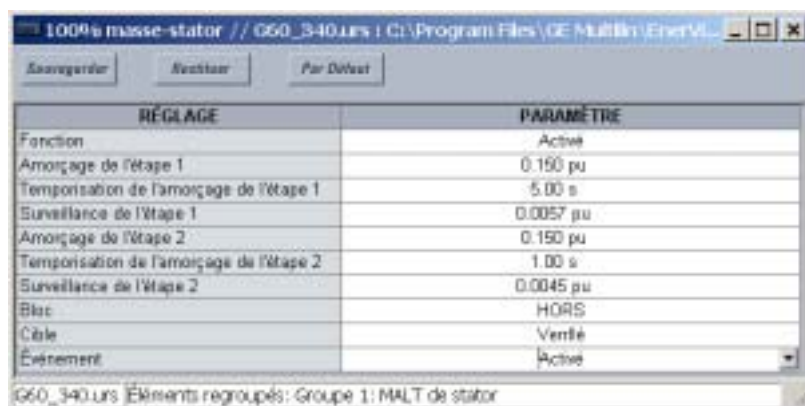 100% masse-stator // G60_340.urs : C:\Program Files\GE Multilin\EnerVi...
Sauvegarder Restituer Par Défaut
RÉGLAGE PARAMÈTRE
Fonction Activé
Amorçage de l'étape 1 0.150 pu
Temporisation de l'amorçage de l'étape 1 5.00 s
Surveillance de l'étape 1 0.0057 pu
Amorçage de l'étape 2 0.150 pu
Temporisation de l'amorçage de l'étape 2 1.00 s
Surveillance de l'étape 2 0.0045 pu
Bloc HORS
Cible Verrllé
Événement Activé
G60_340.urs Éléments regroupés: Groupe 1: MALT de stator